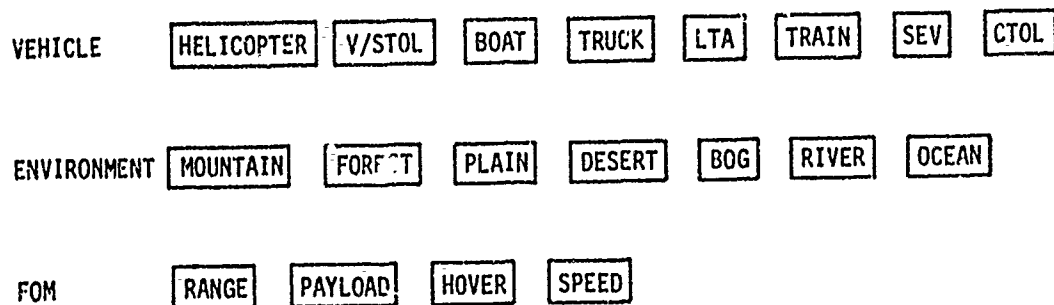 VEHICLE HELICOPTER V/STOL BOAT TRUCK LTA TRAIN SEV CTOL
ENVIRONMENT MOUNTAIN PLAIN DESERT BOG RIVER OCEAN
FOM RANGE PAYLOAD HOVER SPEED